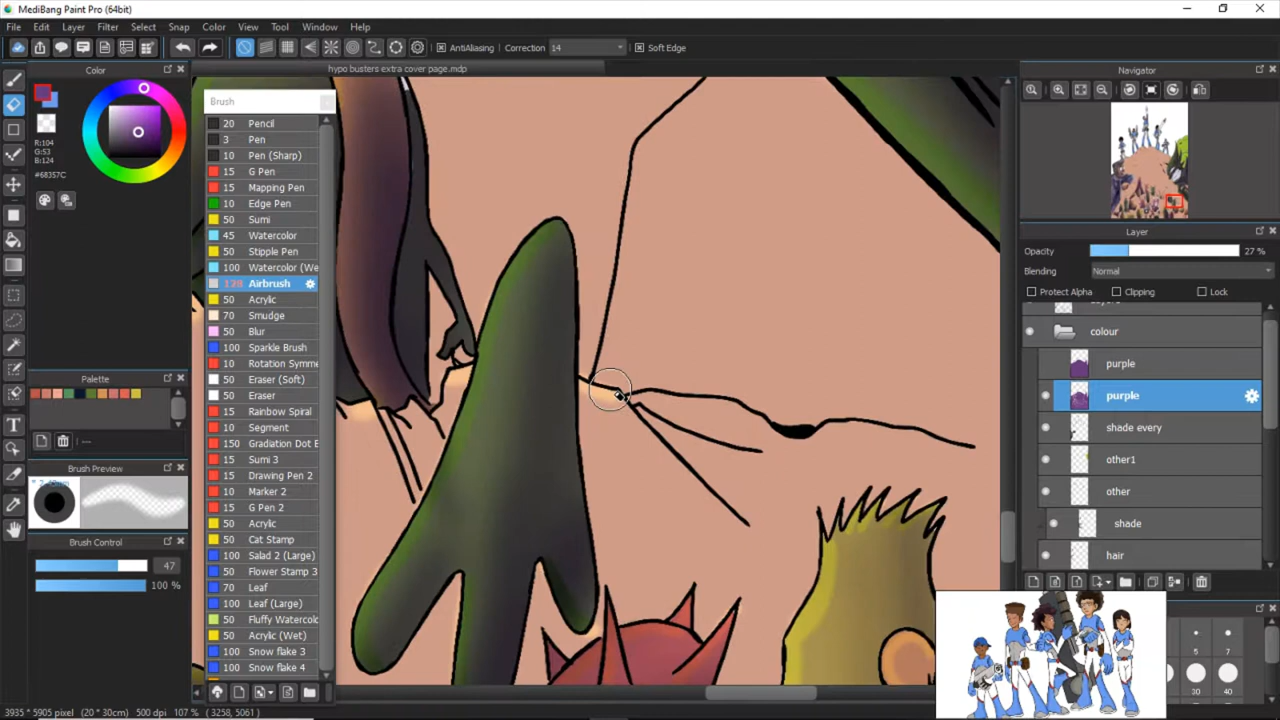 MediBang Paint Pro (64bit)
File Edit View Layer Filter Select Snap Color View Tool Window Help
AntiAliasing Correction 14 Soft Edge
hypo busters extra cover page.mdp
Color
R:104
G:53
B:124
#68357C
Palette
---
Brush Preview
* 7.42mm
Brush Control
47
100 %
Brush
20 Pencil
3 Pen
10 Pen (Sharp)
15 G Pen
15 Mapping Pen
10 Edge Pen
50 Sumi
45 Watercolor
50 Stipple Pen
100 Watercolor (We
Airbrush
50 Acrylic
70 Smudge
50 Blur
100 Sparkle Brush
10 Rotation Symme
50 Eraser (Soft)
50 Eraser
15 Rainbow Spiral
10 Segment
150 Gradation Dot E
15 Sumi 3
15 Drawing Pen 2
10 Marker 2
15 G Pen 2
50 Acrylic
50 Cat Stamp
100 Salad 2 (Large)
50 Flower Stamp 3
70 Leaf
100 Leaf (Large)
50 Fluffy Watercolo
50 Acrylic (Wet)
100 Snow flake 3
100 Snow flake 4
Navigator
Layer
Opacity 27 %
Blending Normal
Protect Alpha Clipping Lock
colour
purple
purple
shade every
other1
other
shade
hair
5 7
30 40
3935 * 5905 pixel (20 * 30cm) 500 dpi 107 % ( 3258, 5061 )